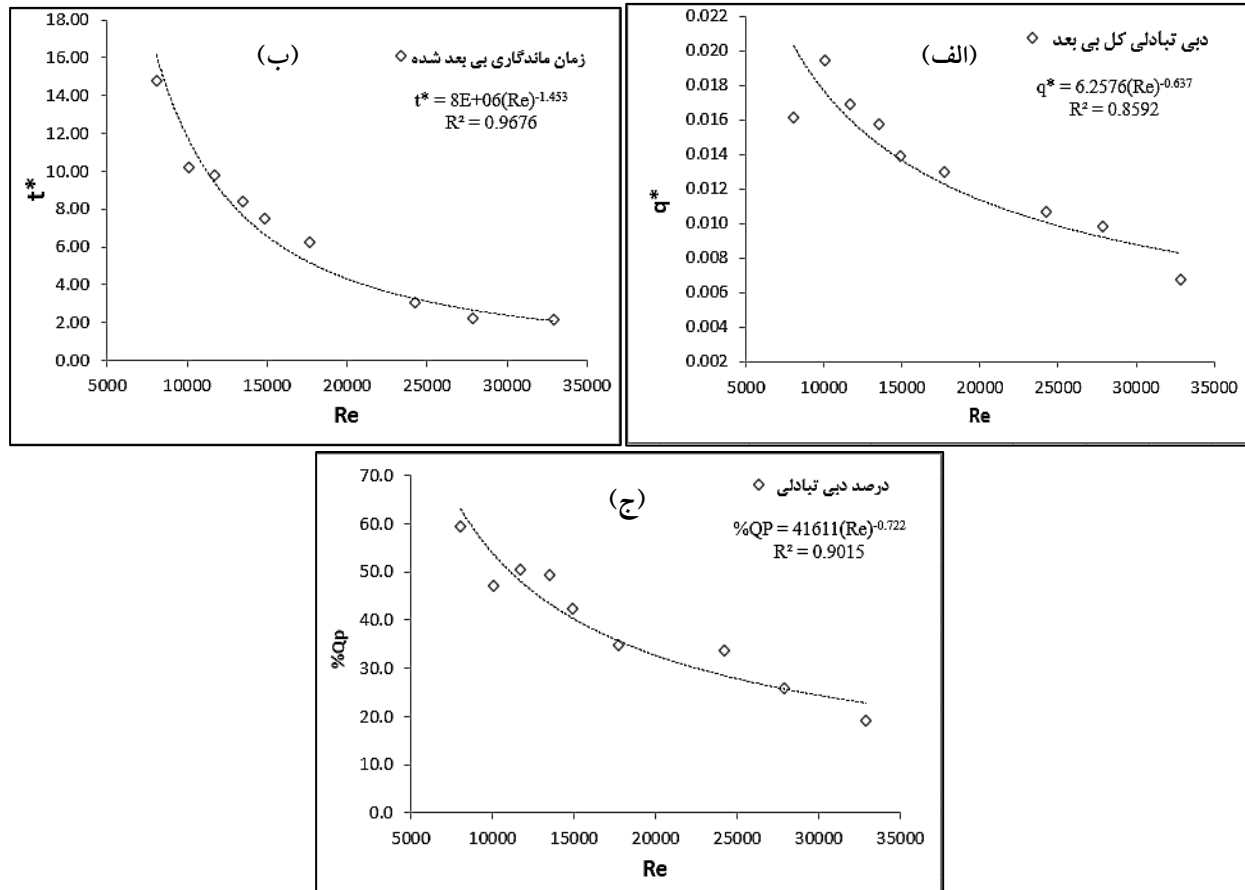 18.00
16.00
14.00
12.00
10.00
8.00
6.00
4.00
2.00
0.00
t*
(ب)
زمان ماندگاری بی بعد شده
t* = 8E+06(Re)-1.453
R² = 0.9676
5000 10000 15000 20000 25000 30000 35000
Re
0.022
0.020
0.018
0.016
0.014
0.012
0.010
0.008
0.006
0.004
0.002
q*
(الف)
دبی تبادلی کل بی بعد
q* = 6.2576(Re)-0.637
R² = 0.8592
5000 10000 15000 20000 25000 30000 35000
Re
70.0
60.0
50.0
40.0
30.0
20.0
10.0
0.0
%Qp
(ج)
درصد دبی تبادلی
%QP = 41611(Re)-0.722
R² = 0.9015
5000 10000 15000 20000 25000 30000 35000
Re